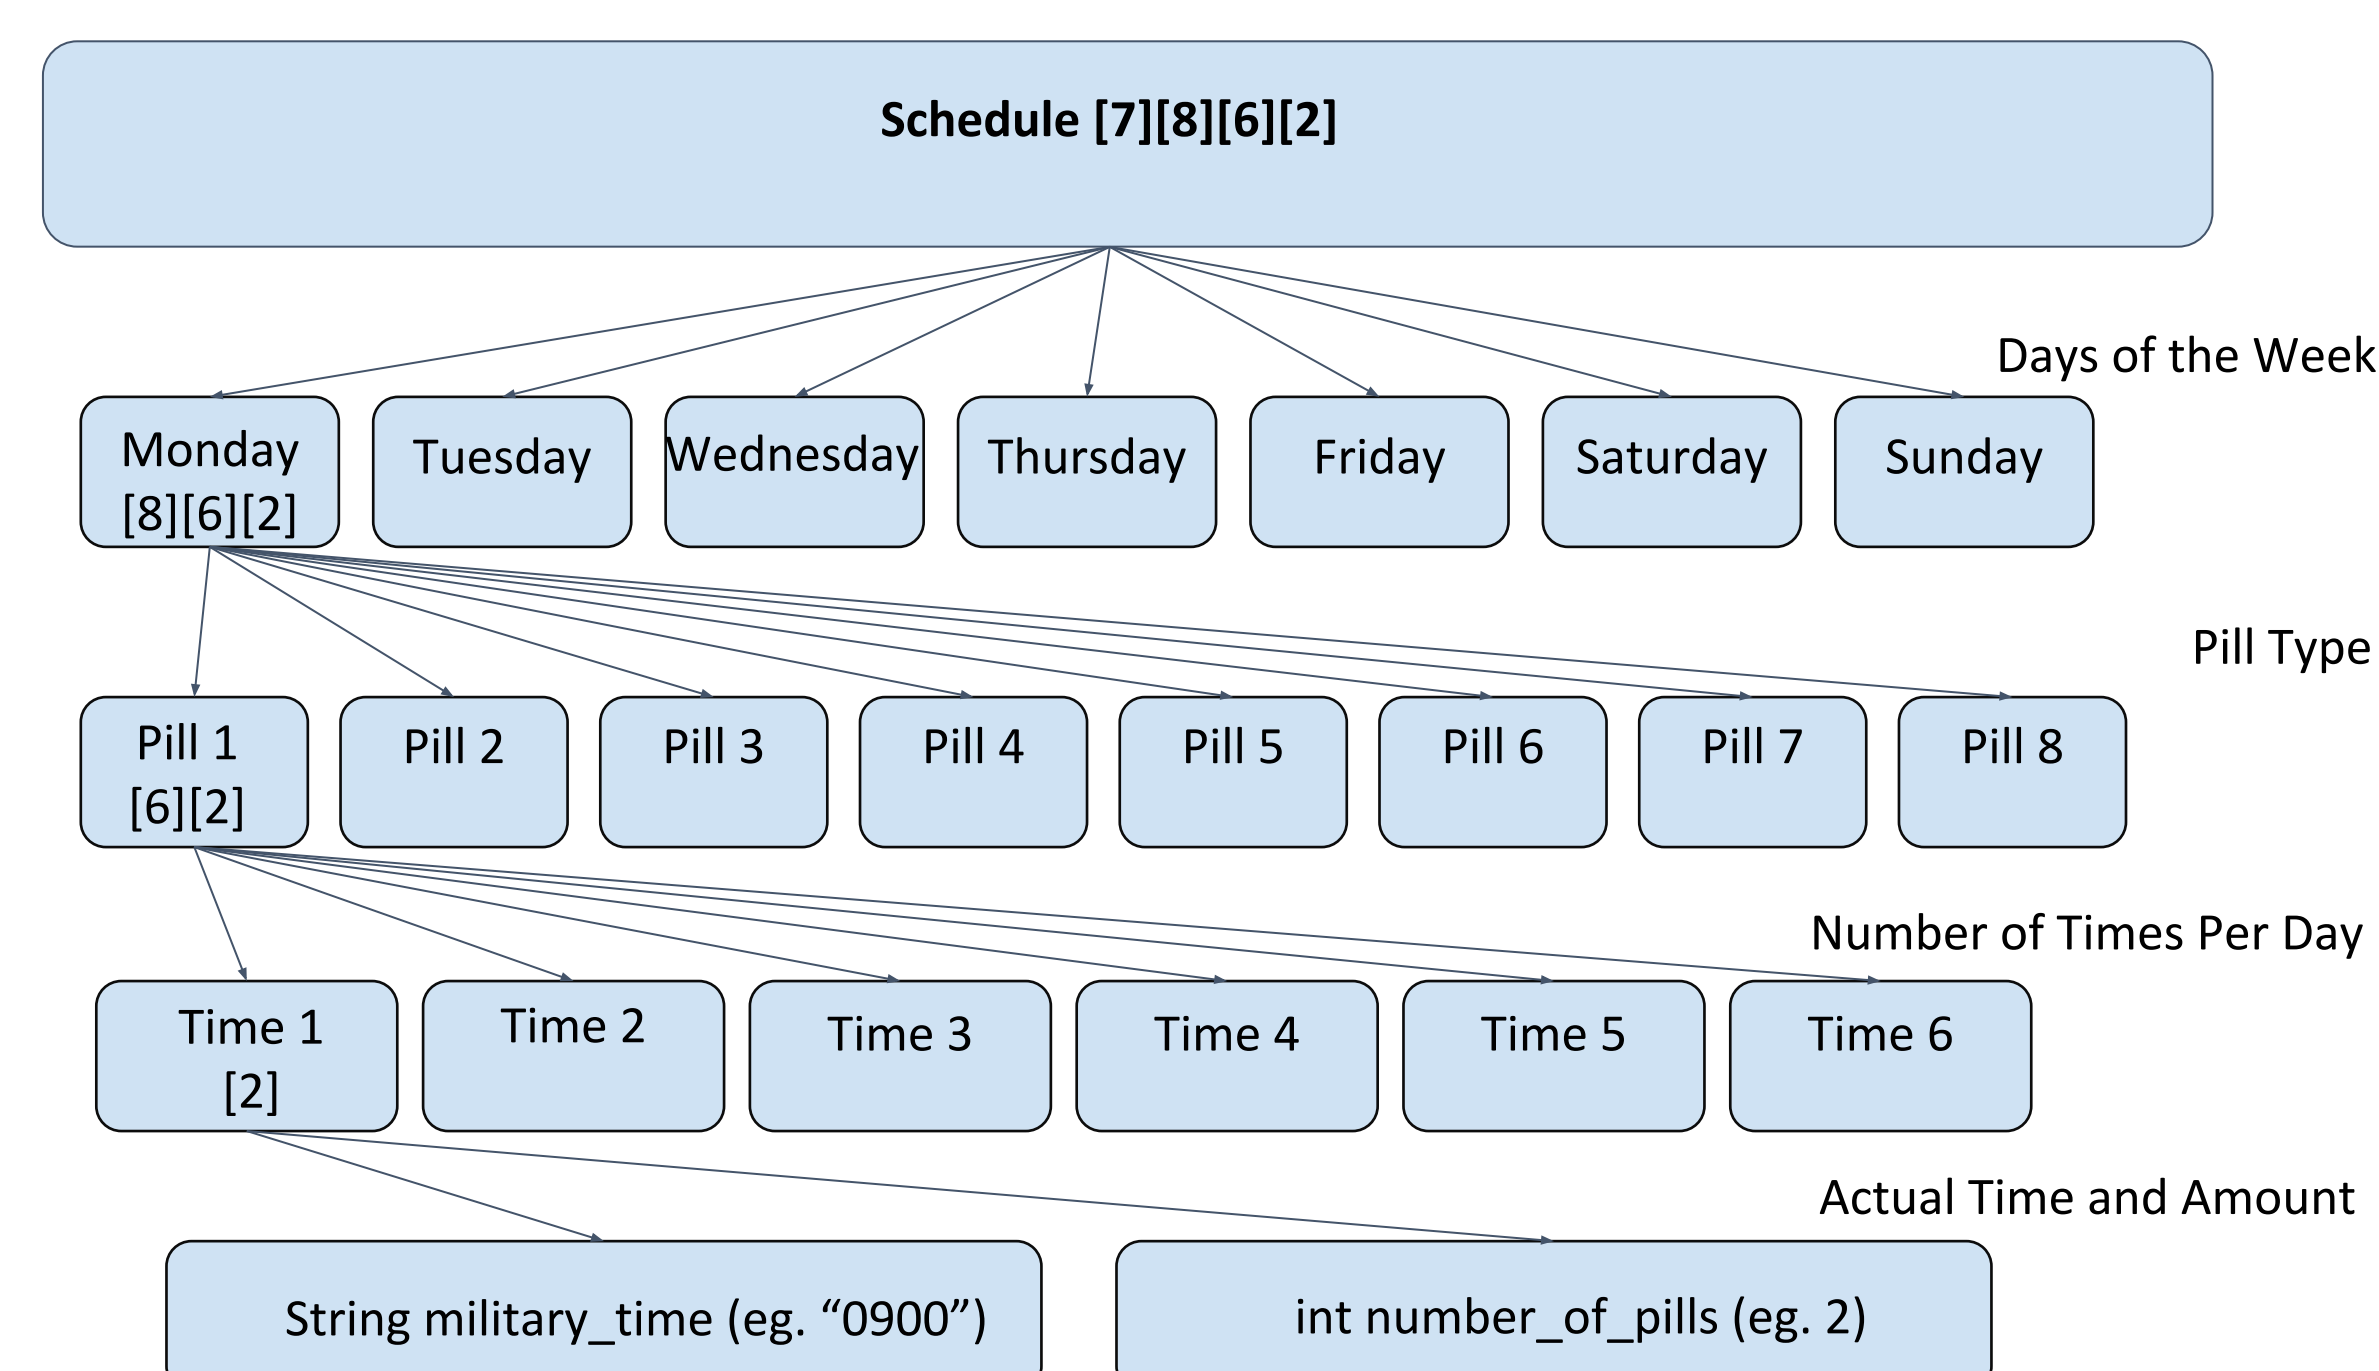 Schedule [7][8][6][2]
Days of the Week
Monday
[8][6][2]
Tuesday
Wednesday
Thursday
Friday
Saturday
Sunday
Pill Type
Pill 1
[6][2]
Pill 2
Pill 3
Pill 4
Pill 5
Pill 6
Pill 7
Pill 8
Number of Times Per Day
Time 1
[2]
Time 2
Time 3
Time 4
Time 5
Time 6
Actual Time and Amount
String military_time (eg. “0900”)
int number_of_pills (eg. 2)